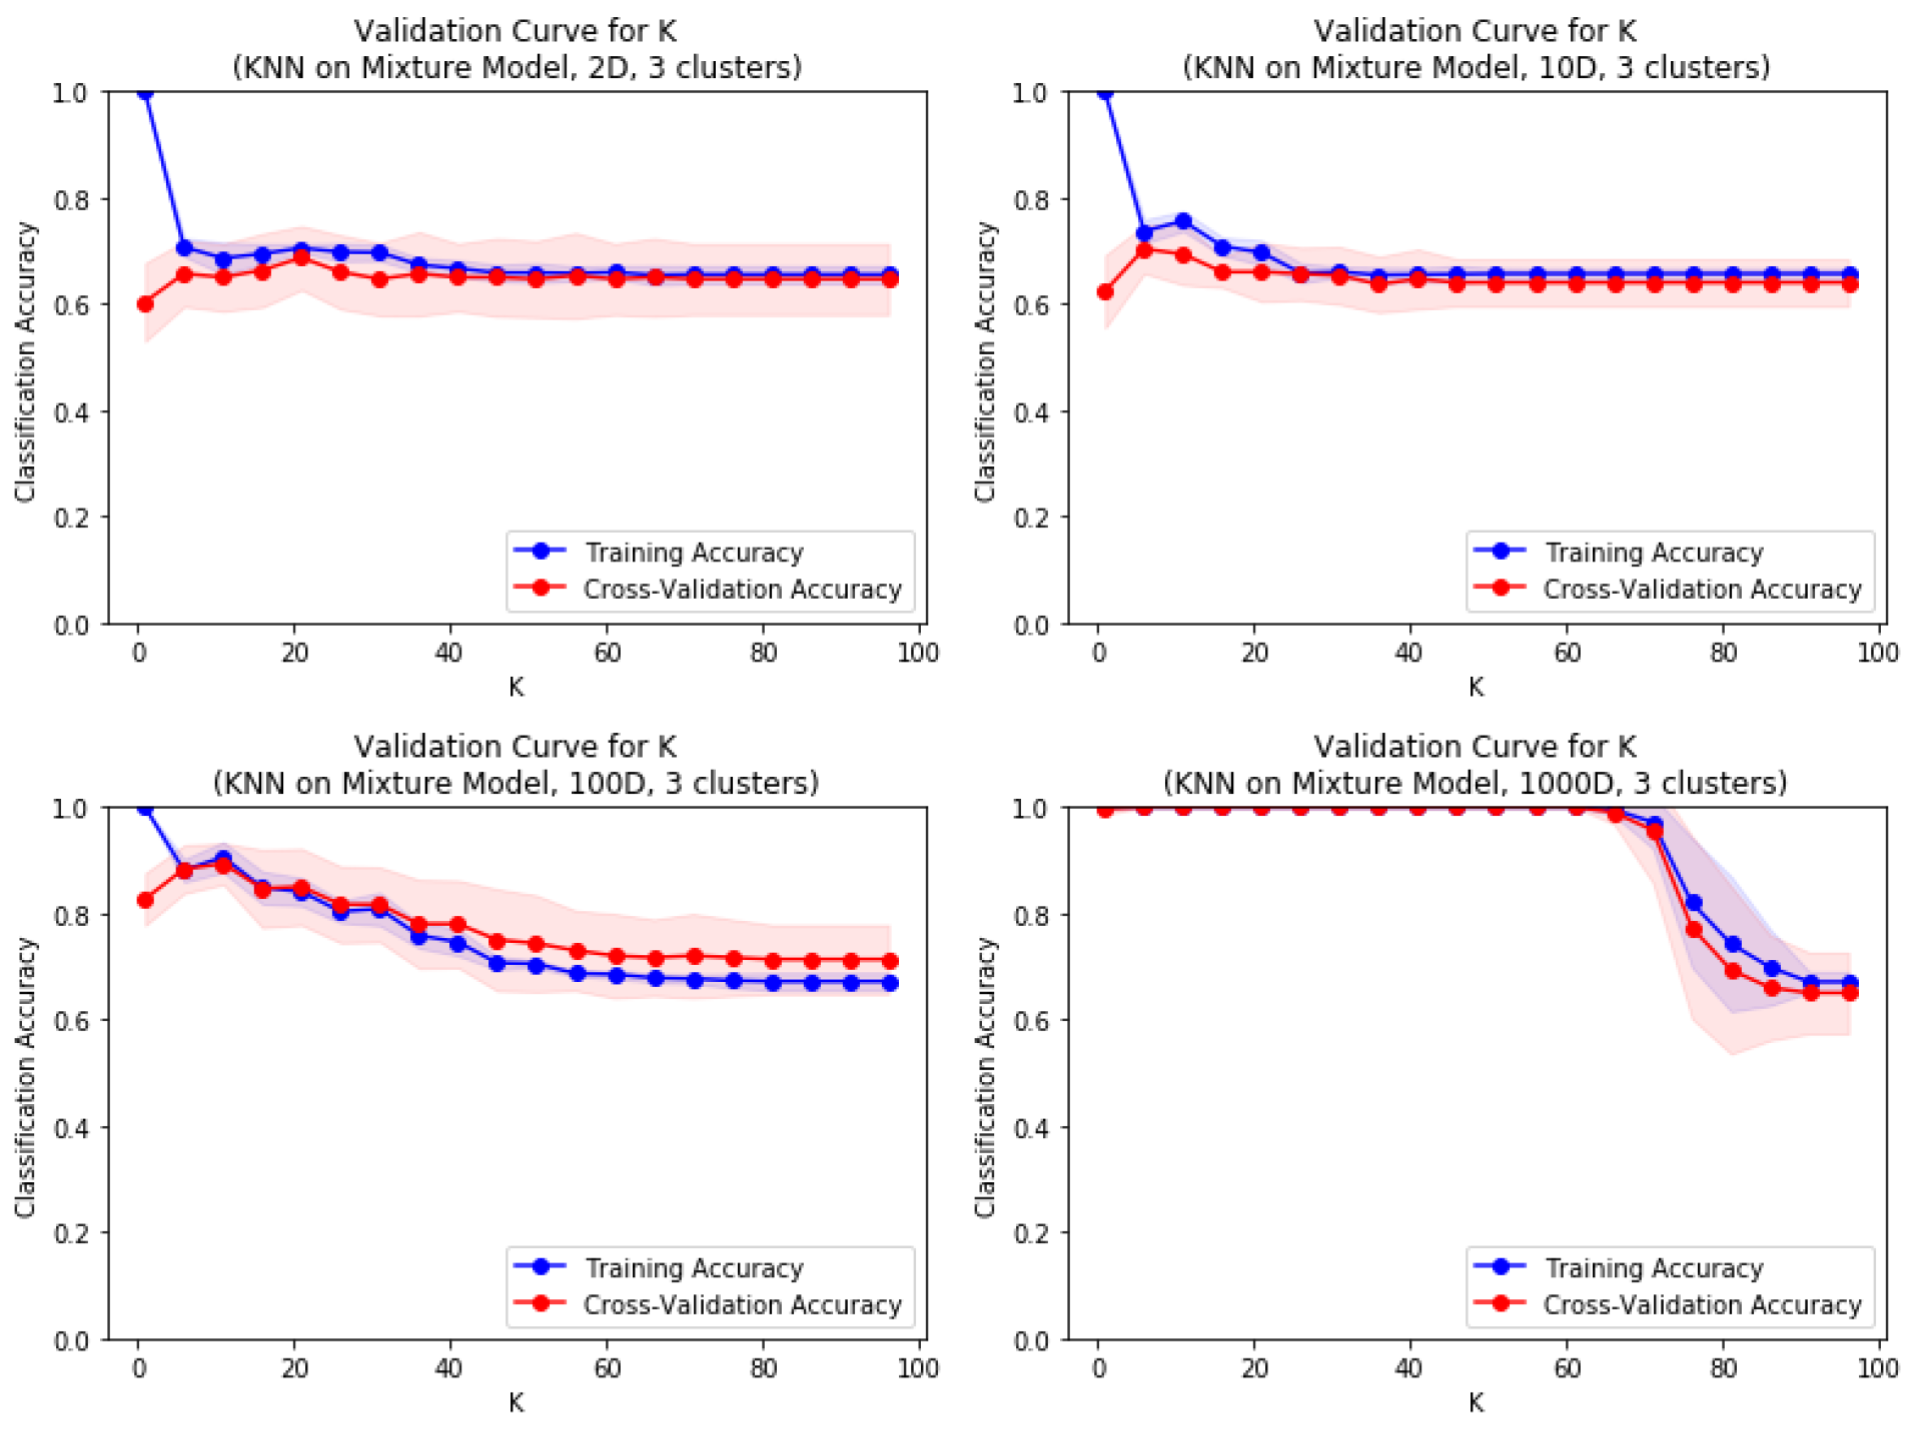 Validation Curve for K
(KNN on Mixture Model, 2D, 3 clusters)
1.0
0.8
0.6
0.4
0.2
0.0
Classification Accuracy
Training Accuracy
Cross-Validation Accuracy
0 20 40 60 80 100
K
Validation Curve for K
(KNN on Mixture Model, 10D, 3 clusters)
1.0
0.8
0.6
0.4
0.2
0.0
Classification Accuracy
Training Accuracy
Cross-Validation Accuracy
0 20 40 60 80 100
K
Validation Curve for K
(KNN on Mixture Model, 100D, 3 clusters)
1.0
0.8
0.6
0.4
0.2
0.0
Classification Accuracy
Training Accuracy
Cross-Validation Accuracy
0 20 40 60 80 100
K
Validation Curve for K
(KNN on Mixture Model, 1000D, 3 clusters)
1.0
0.8
0.6
0.4
0.2
0.0
Classification Accuracy
Training Accuracy
Cross-Validation Accuracy
0 20 40 60 80 100
K